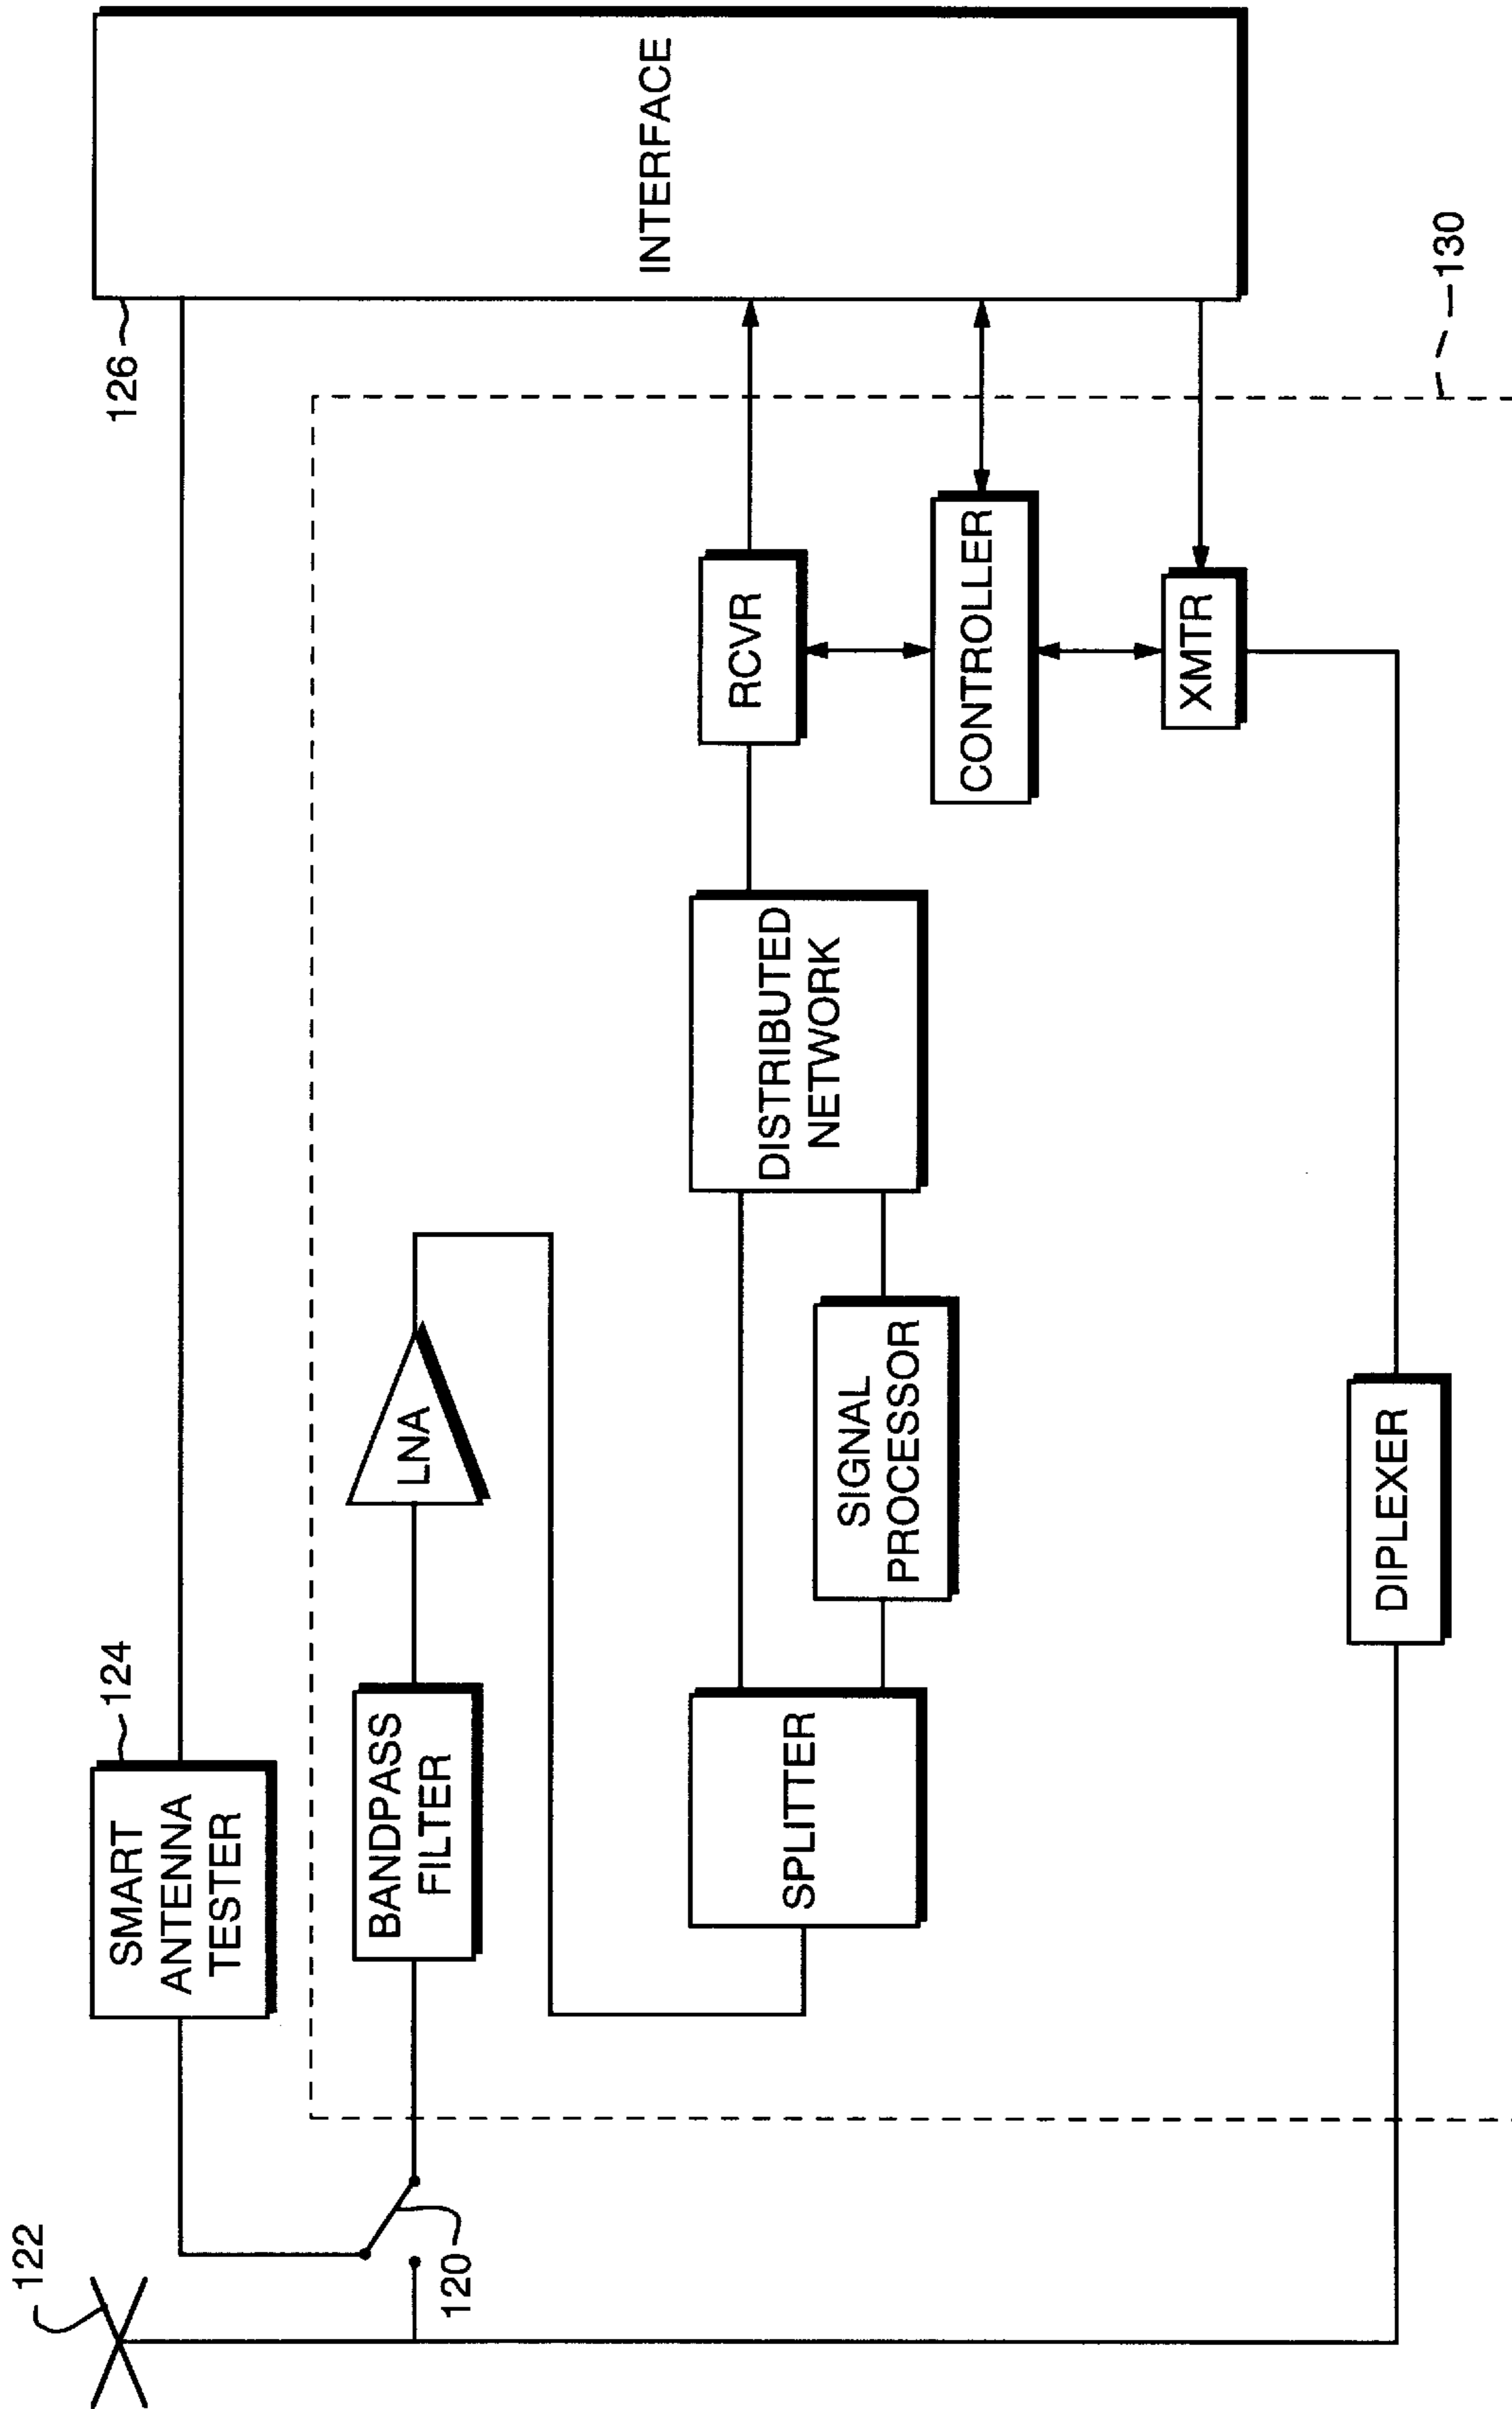 122
120
SMART
ANTENNA
TESTER
124
126
INTERFACE
BANDPASS
FILTER
LNA
SPLITTER
SIGNAL
PROCESSOR
DISTRIBUTED
NETWORK
RCVR
CONTROLLER
XMTR
DIPLEXER
130